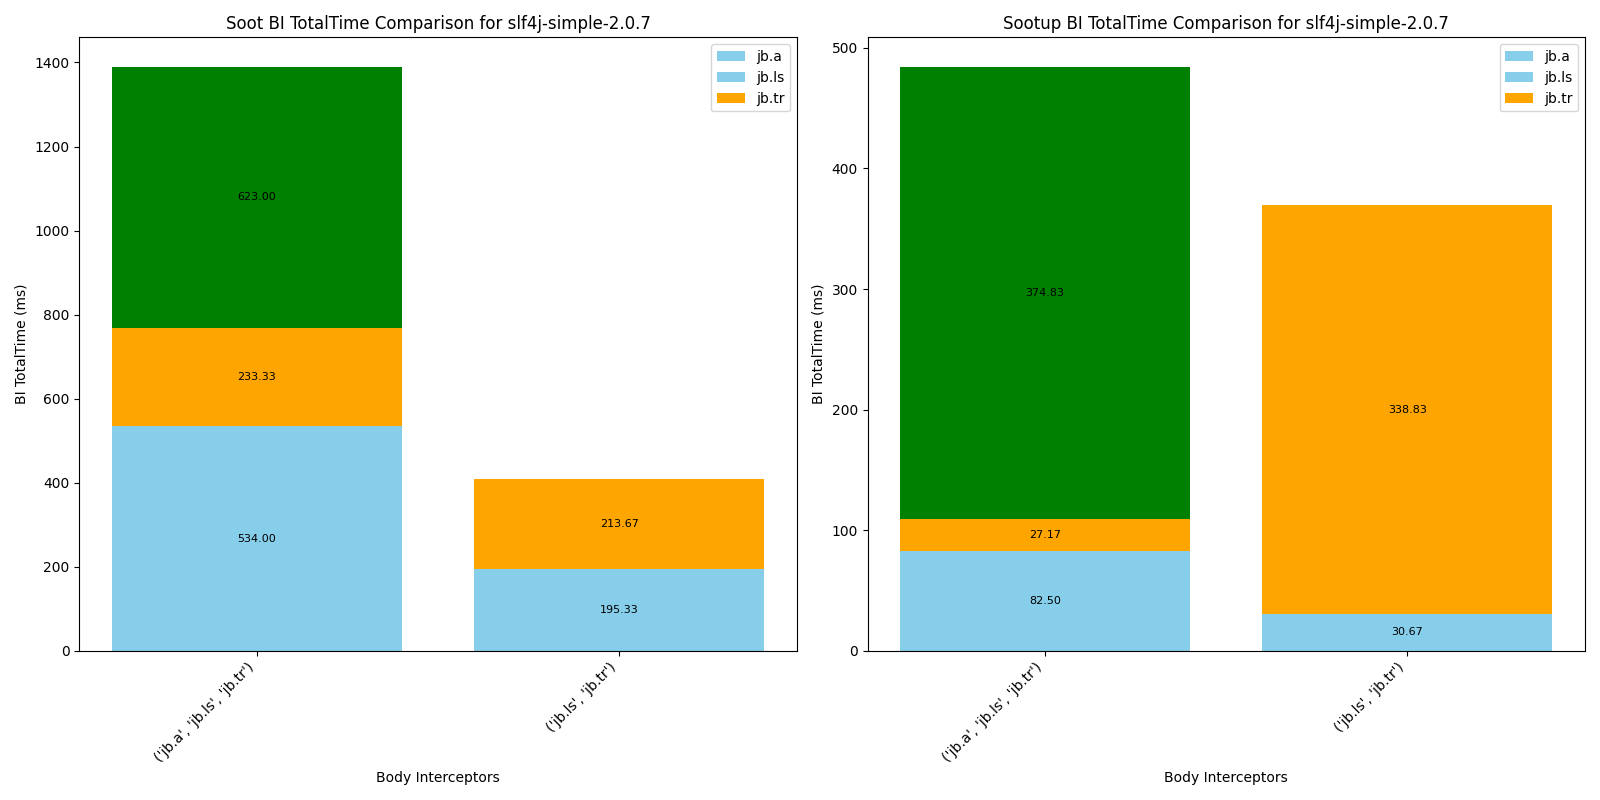 Soot BI TotalTime Comparison for slf4j-simple-2.0.7
BI TotalTime (ms)
1400
1200
1000
800
600
400
200
0
623.00
233.33
534.00
213.67
195.33
jb.a
jb.ls
jb.tr
('jb.a', 'jb.ls', 'jb.tr')
('jb.ls', 'jb.tr')
Body Interceptors
Sootup BI TotalTime Comparison for slf4j-simple-2.0.7
BI TotalTime (ms)
500
400
300
200
100
0
374.83
27.17
82.50
338.83
30.67
jb.a
jb.ls
jb.tr
('jb.a', 'jb.ls', 'jb.tr')
('jb.ls', 'jb.tr')
Body Interceptors